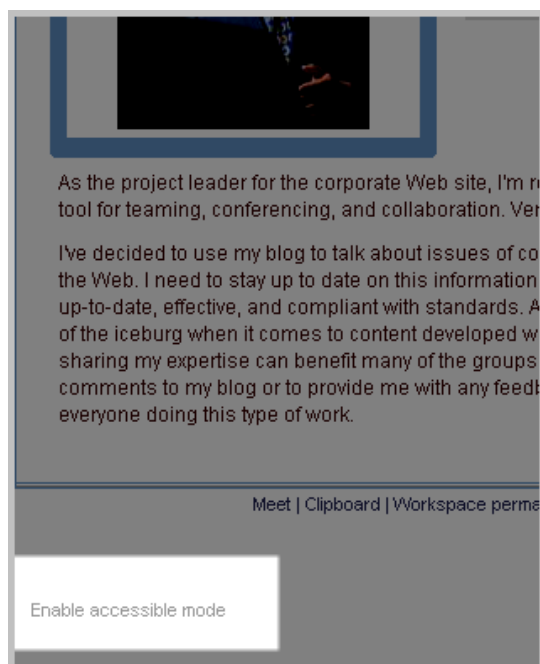 As the project leader for the corporate Web site, I'm
tool for teaming, conferencing, and collaboration.
I've decided to use my blog to talk about issues of
the Web. I need to stay up to date on this information
up-to-date, effective, and compliant with standards.
of the iceburg when it comes to content developed
sharing my expertise can benefit many of the groups
comments to my blog or to provide me with any
everyone doing this type of work.
Meet | Clipboard | Workspace
Enable accessible mode